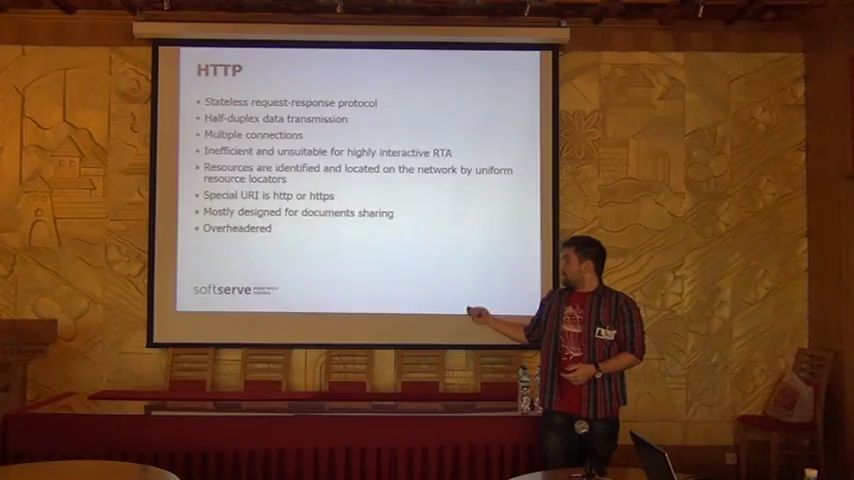 HTTP
• Stateless request-response protocol
• Half-duplex data transmission
• Multiple connections
• Inefficient and unsuitable for highly interactive RTA
• Resources are identified and located on the network by uniform
resource locators
• Special URI is http or https
• Mostly designed for documents sharing
• Overheadered
softserve